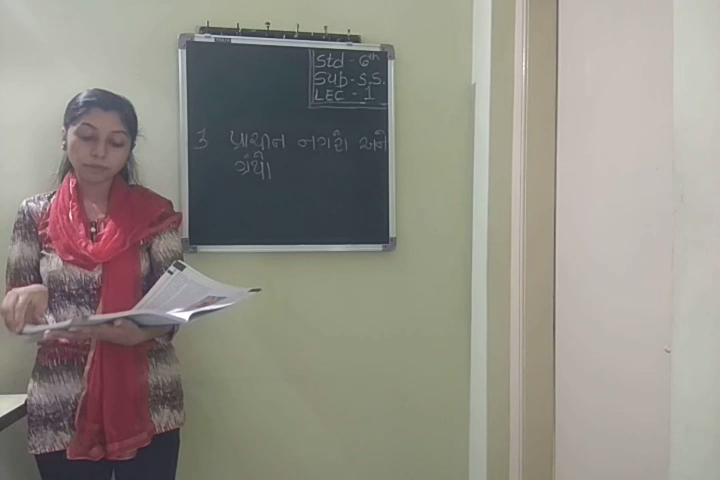 Std - 6th
Sub - S.S.
LEC - 1
3 પ્રાચીન નગરો અને
ગ્રંથો